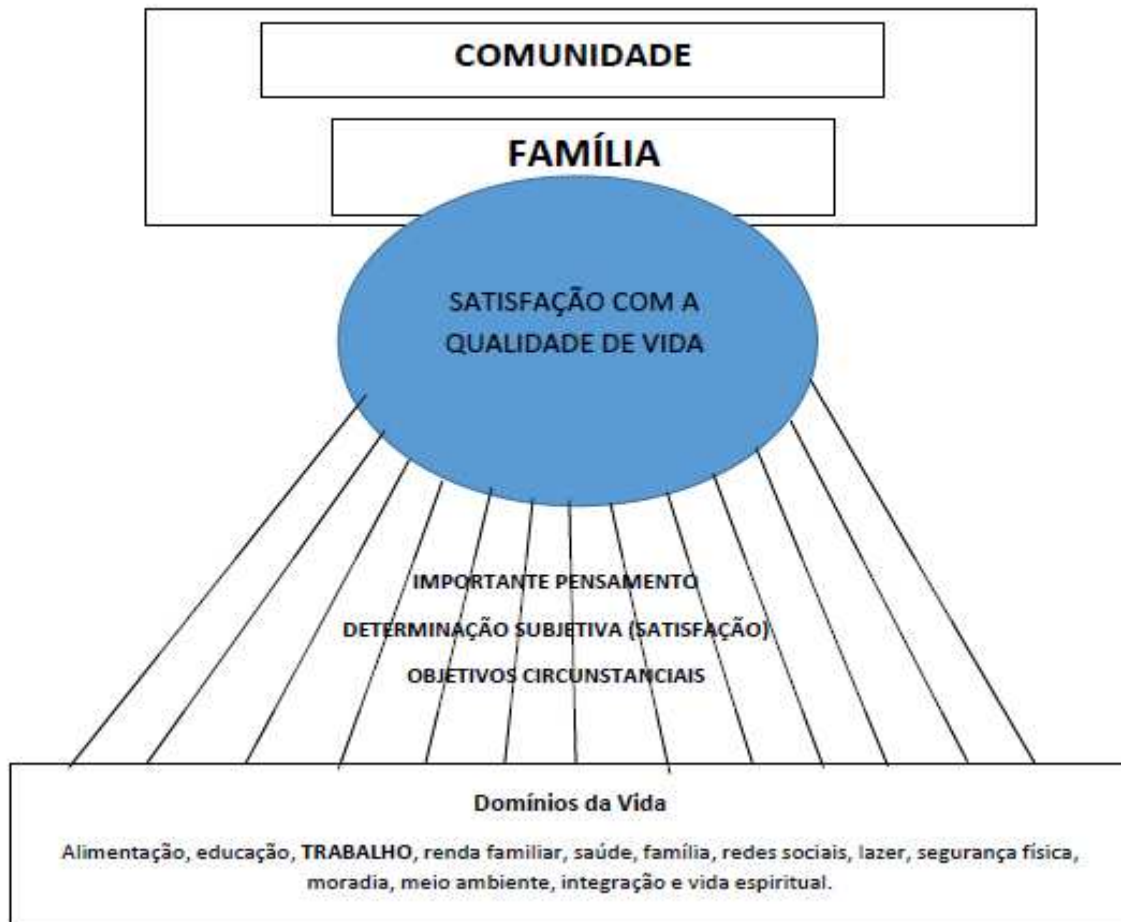 COMUNIDADE
FAMÍLIA
SATISFAÇÃO COM A
QUALIDADE DE VIDA
IMPORTANTE PENSAMENTO
DETERMINAÇÃO SUBJETIVA (SATISFAÇÃO)
OBJETIVOS CIRCUNSTANCIAIS
Domínios da Vida
Alimentação, educação, TRABALHO, renda familiar, saúde, família, redes sociais, lazer, segurança física,
moradia, meio ambiente, integração e vida espiritual.